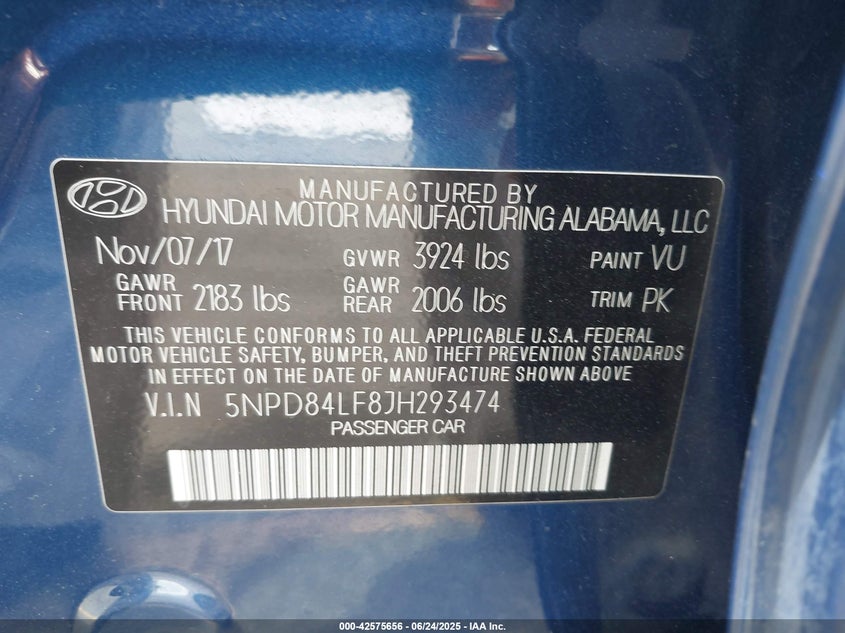 MANUFACTURED BY
HYUNDAI MOTOR MANUFACTURING ALABAMA, LLC
Nov/07/17 GVWR 3924 lbs PAINT VU
GAWR FRONT 2183 lbs GAWR REAR 2006 lbs TRIM PK
THIS VEHICLE CONFORMS TO ALL APPLICABLE U.S.A. FEDERAL
MOTOR VEHICLE SAFETY, BUMPER, AND THEFT PREVENTION STANDARDS
IN EFFECT ON THE DATE OF MANUFACTURE SHOWN ABOVE
V.I.N 5NPD84LF8JH293474
PASSENGER CAR
000-42575656 - 06/24/2025 - IAA Inc.